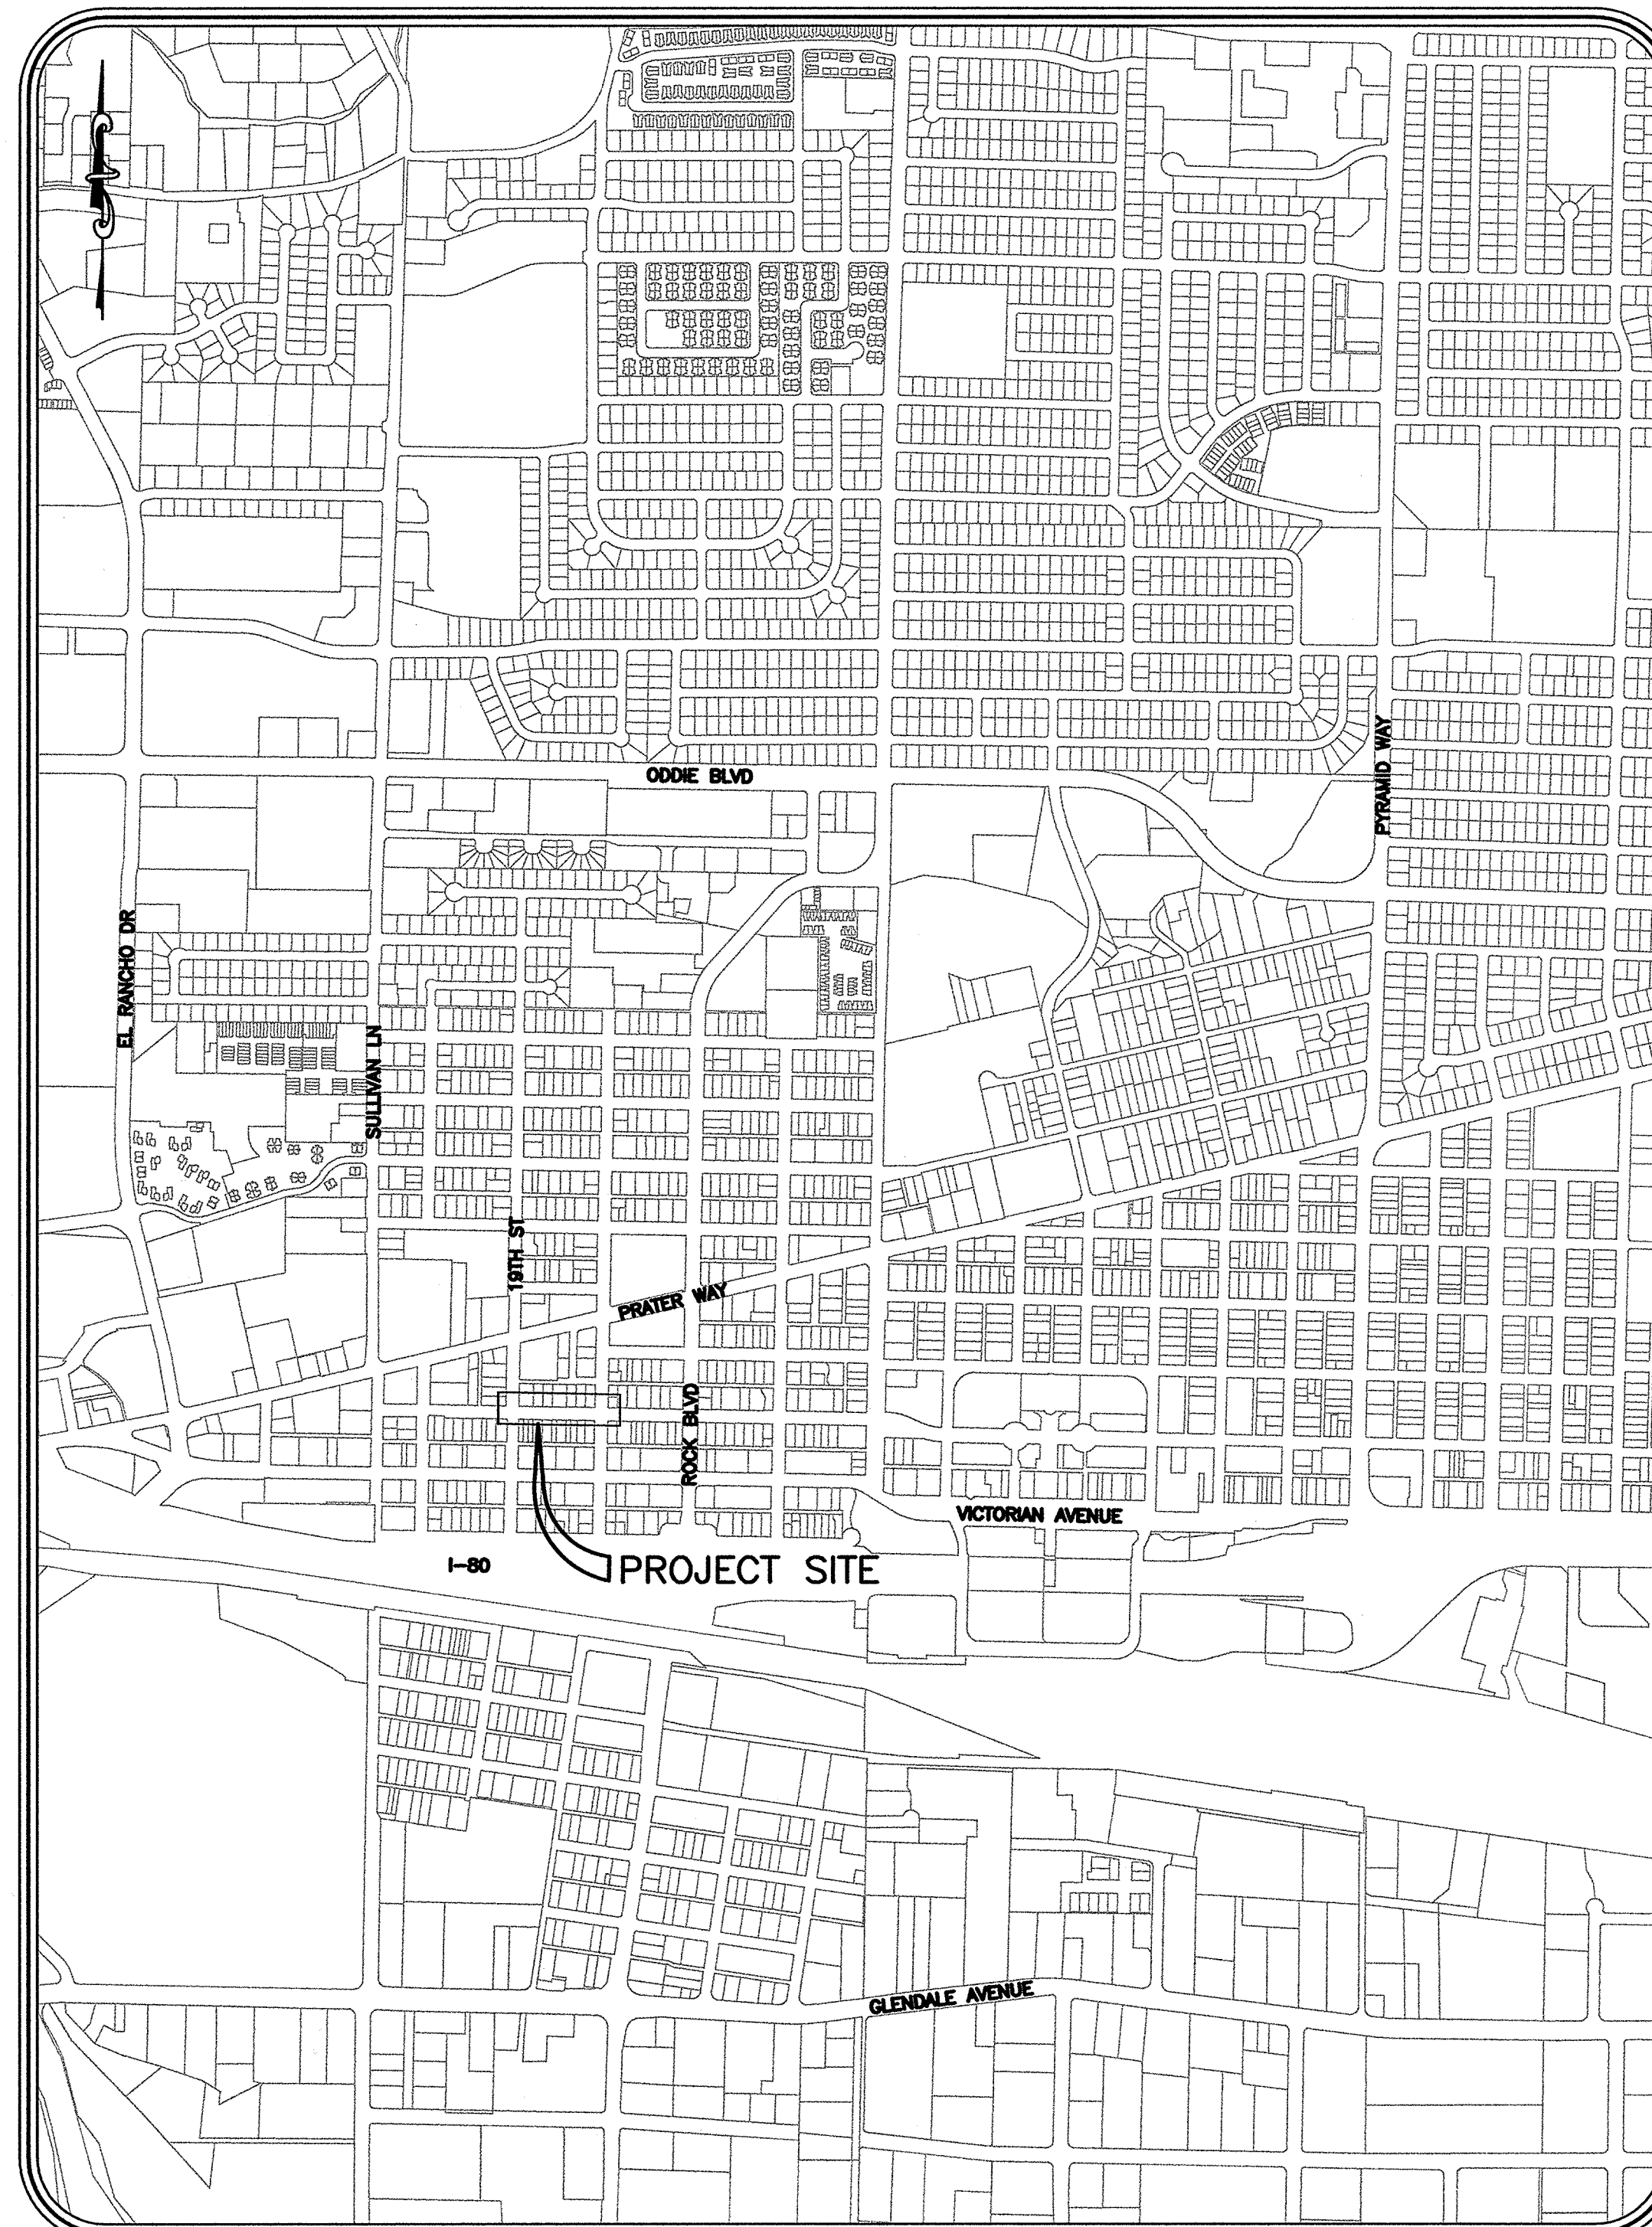 ODDIE BLVD
PYRAMID WAY
EL RANCHO DR
SULLIVAN LN
19TH ST
PRATER WAY
ROCK BLVD
VICTORIAN AVENUE
I-80
PROJECT SITE
GLENDALE AVENUE